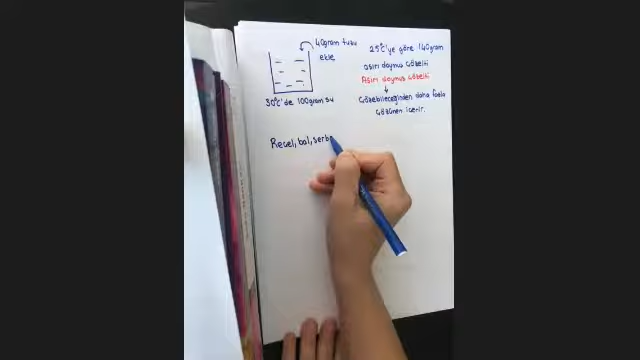 40gram tuzu
ekle
30°C'de 100gram su
25°C'ye göre 140gram
aşırı doymuş çözelti
Aşırı doymuş çözelti
Çözebileceğinden daha fazla
çözünen içerir.
Reçel, bal, şerbe